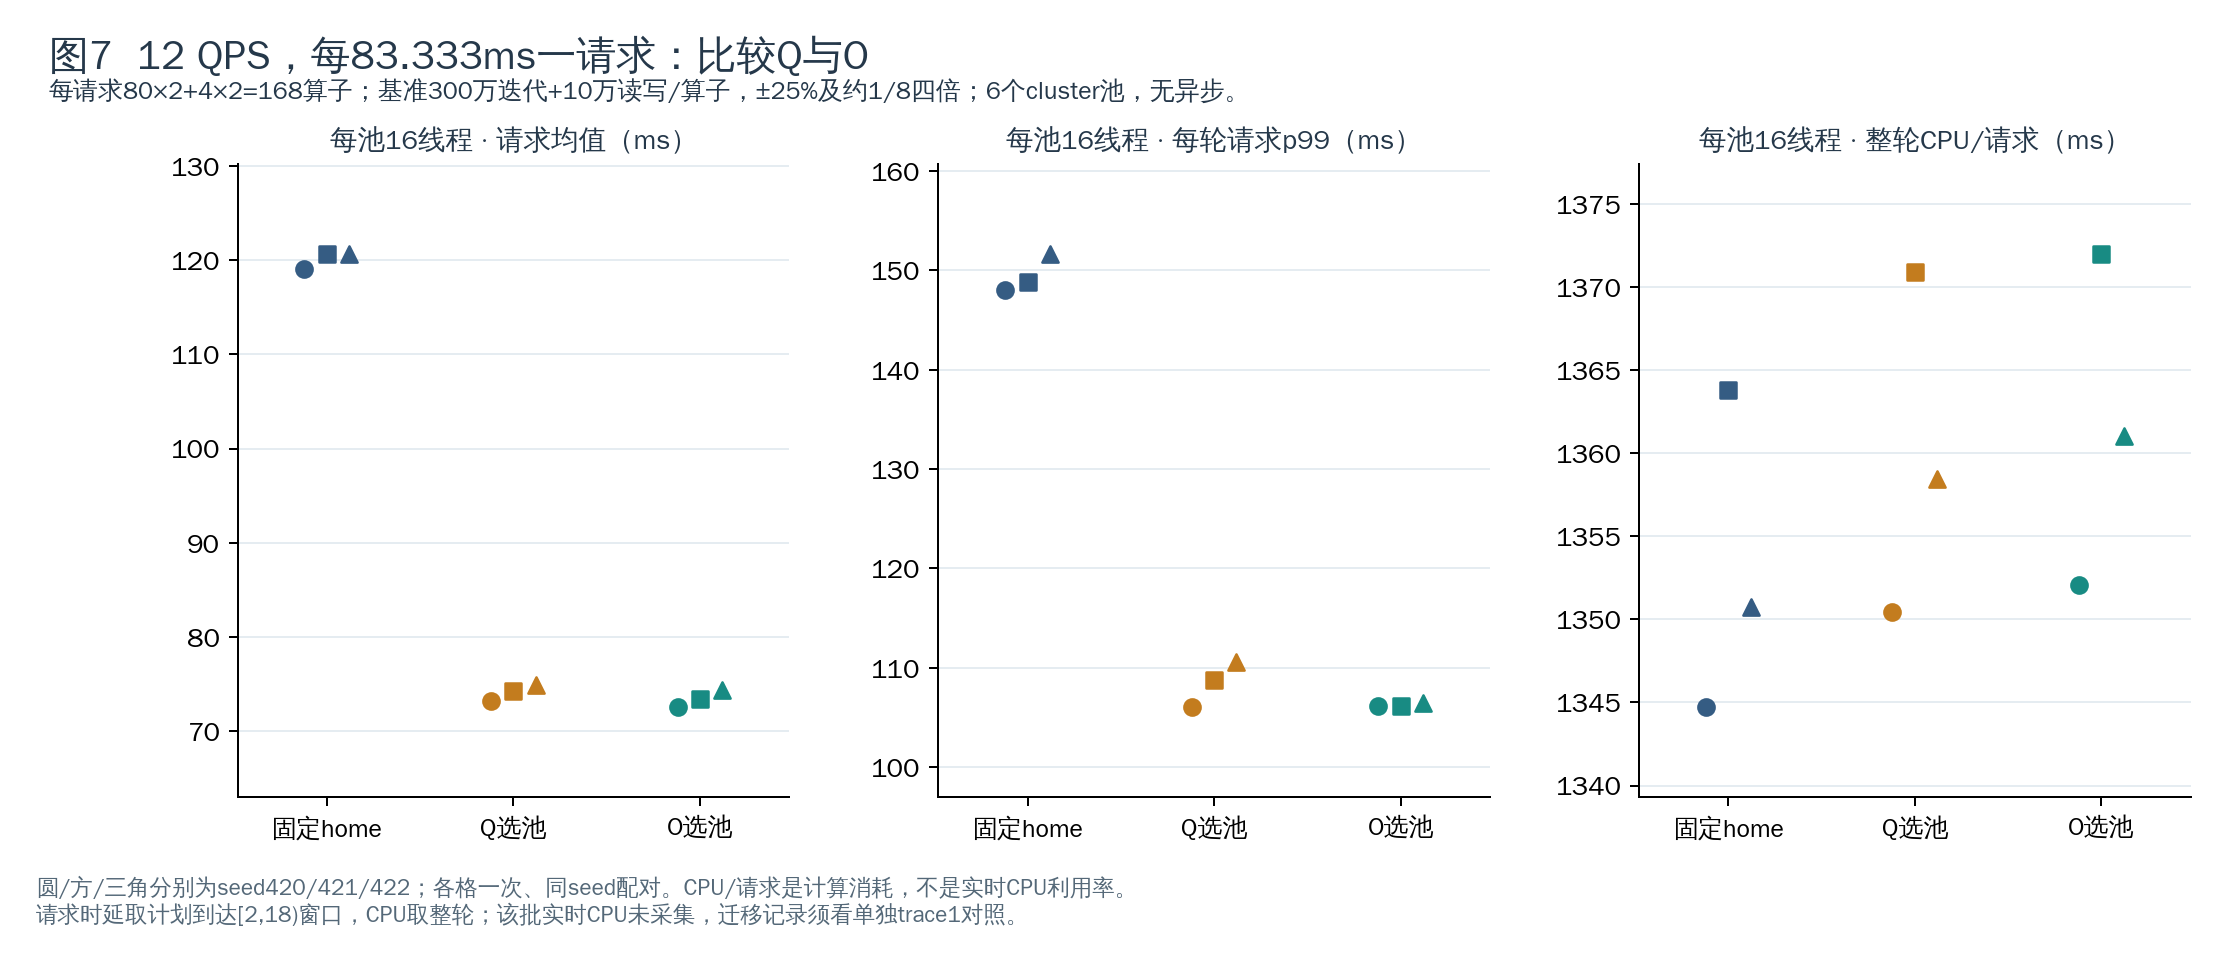 图7  12 QPS，每83.333ms一请求：比较Q与O
每请求80×2+4×2=168算子；基准300万迭代+10万读写/算子，±25%及约1/8四倍；6个cluster池，无异步。
每池16线程 · 请求均值（ms）
130
120
110
100
90
80
70
固定home
Q选池
O选池
每池16线程 · 每轮请求p99（ms）
160
150
140
130
120
110
100
固定home
Q选池
O选池
每池16线程 · 整轮CPU/请求（ms）
1375
1370
1365
1360
1355
1350
1345
1340
固定home
Q选池
O选池
圆/方/三角分别为seed420/421/422；各格一次、同seed配对。CPU/请求是计算消耗，不是实时CPU利用率。
请求时延取计划到达[2,18)窗口，CPU取整轮；该批实时CPU未采集，迁移记录须看单独trace1对照。